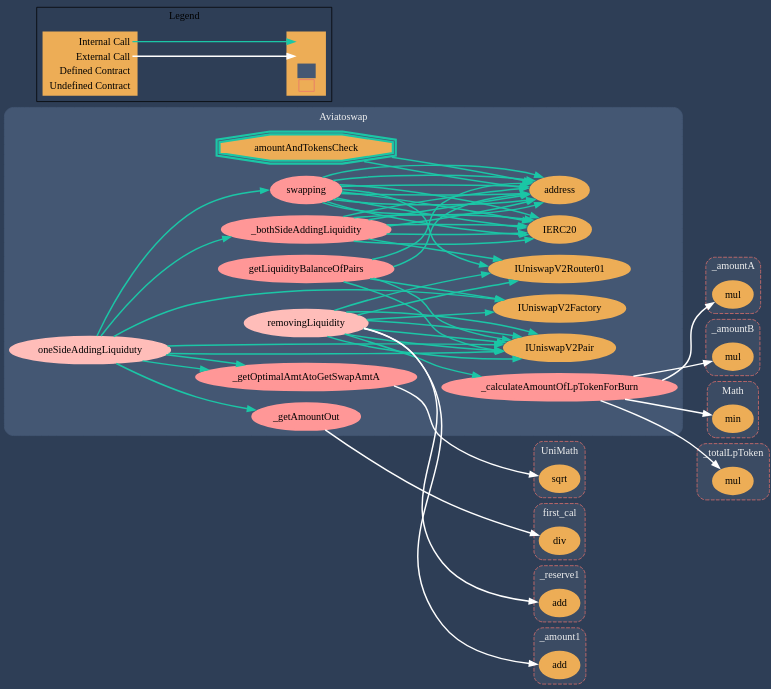 Legend
Internal Call
External Call
Defined Contract
Undefined Contract
Aviatoswap
amountAndTokensCheck
swapping
address
_bothSideAddingLiquidity
IERC20
getLiquidityBalanceOfPairs
IUniswapV2Router01
_amountA
mul
IUniswapV2Factory
removingLiquidity
_amountB
oneSideAddingLiquiduty
IUniswapV2Pair
mul
_getOptimalAmtAtoGetSwapAmtA
_calculateAmountOfLpTokenForBurn
Math
min
_getAmountOut
UniMath
_totalLpToken
sqrt
mul
first_cal
div
_reserve1
add
_amount1
add